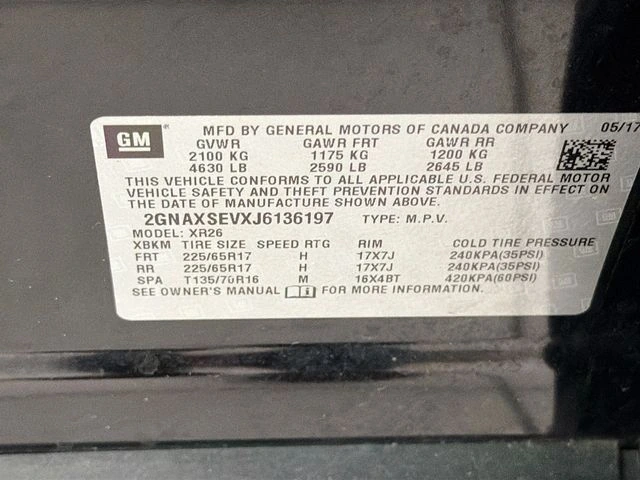 GM
MFD BY GENERAL MOTORS OF CANADA COMPANY 05/17
GVWR GAWR FRT GAWR RR
2100 KG 1175 KG 1200 KG
4630 LB 2590 LB 2645 LB
THIS VEHICLE CONFORMS TO ALL APPLICABLE U.S. FEDERAL MOTOR
VEHICLE SAFETY AND THEFT PREVENTION STANDARDS IN EFFECT ON
THE DATE OF MANUFACTURE SHOWN ABOVE.
2GNAXSEVXJ6136197 TYPE: M.P.V.
MODEL: XR26
XBKM TIRE SIZE SPEED RTG RIM COLD TIRE PRESSURE
FRT 225/65R17 H 17X7J 240KPA(35PSI)
RR 225/65R17 H 17X7J 240KPA(35PSI)
SPA T135/70R16 M 16X4BT 420KPA(60PSI)
SEE OWNER'S MANUAL FOR MORE INFORMATION.